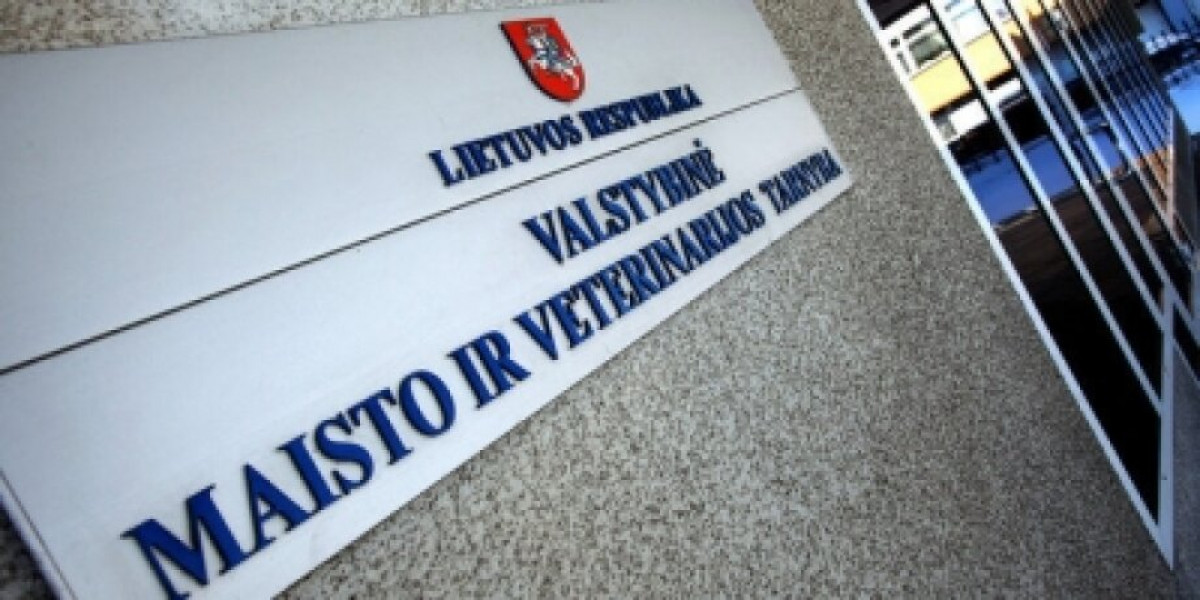 LIETUVOS RESPUBLIKA
VALSTYBINĖ
MAISTO IR VETERINARIJOS TARNYBA